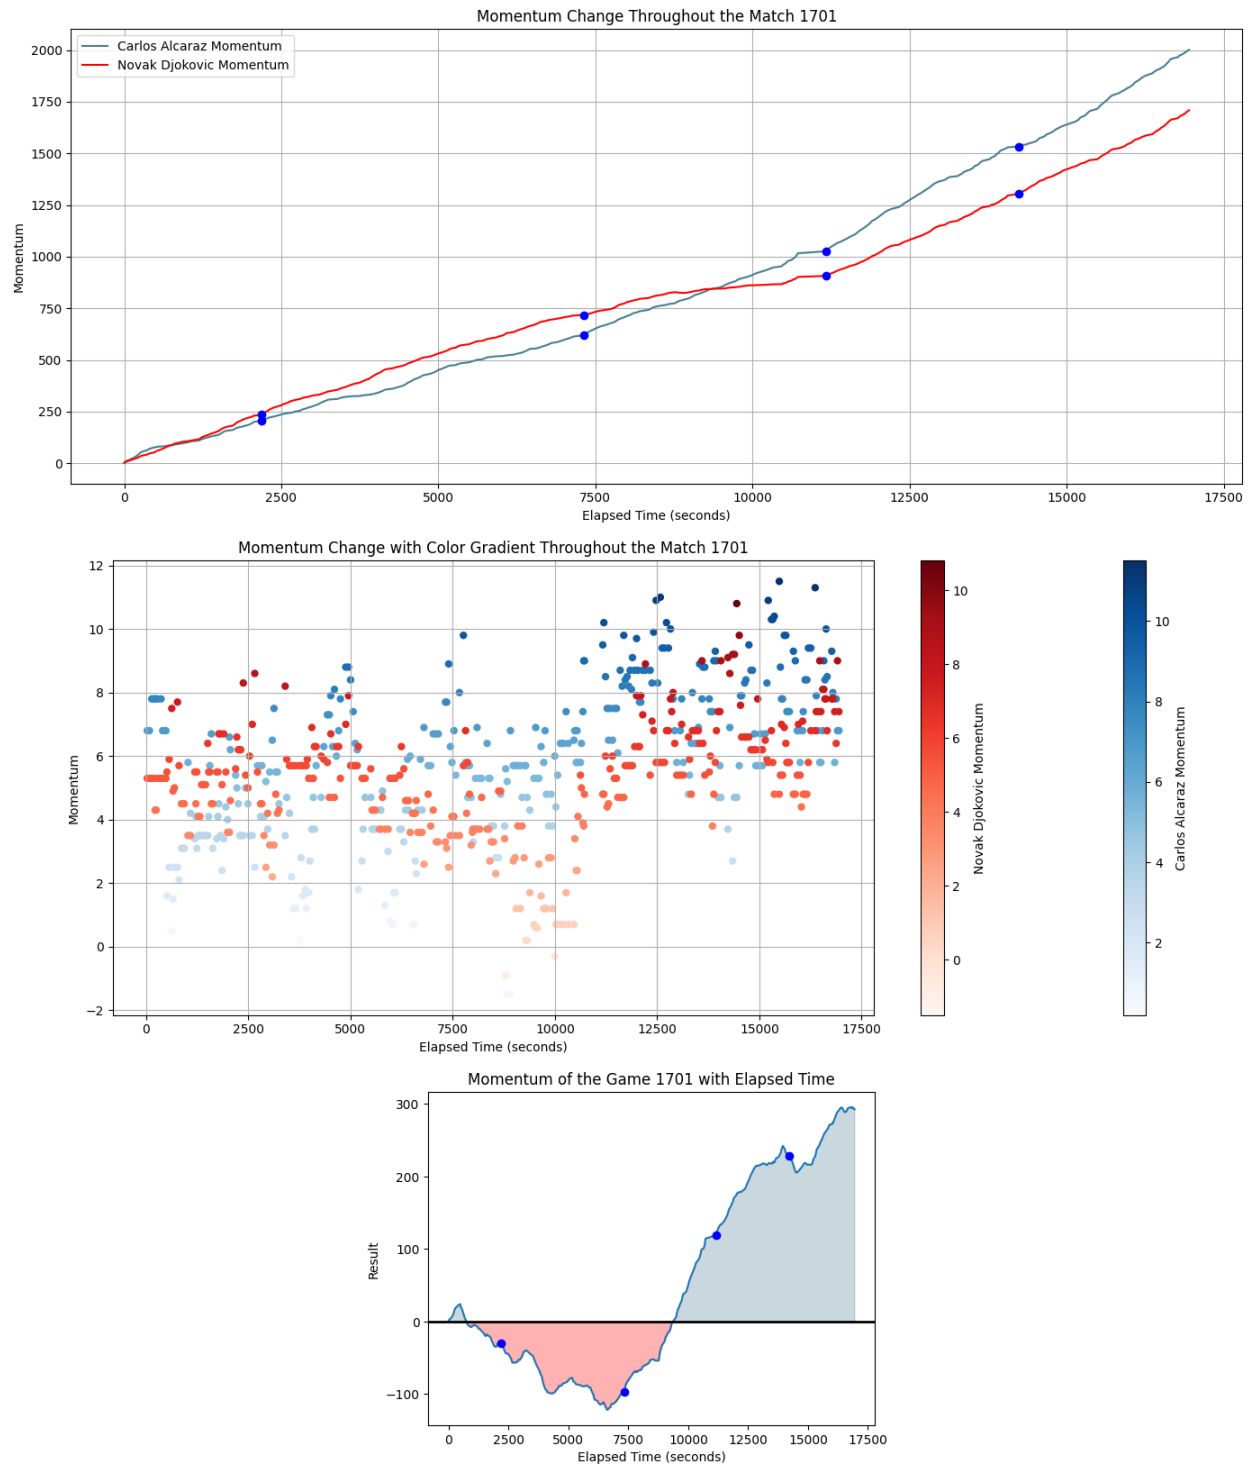 Momentum Change Throughout the Match 1701
Carlos Alcaraz Momentum
Novak Djokovic Momentum
2000
1750
1500
1250
1000
750
500
250
0
Momentum
0 2500 5000 7500 10000 12500 15000 17500
Elapsed Time (seconds)
Momentum Change with Color Gradient Throughout the Match 1701
12
10
8
6
4
2
0
−2
Momentum
0 2500 5000 7500 10000 12500 15000 17500
Elapsed Time (seconds)
10
8
6
4
2
0
Novak Djokovic Momentum
10
8
6
4
2
Carlos Alcaraz Momentum
Momentum of the Game 1701 with Elapsed Time
300
200
100
0
−100
Result
0 2500 5000 7500 10000 12500 15000 17500
Elapsed Time (seconds)